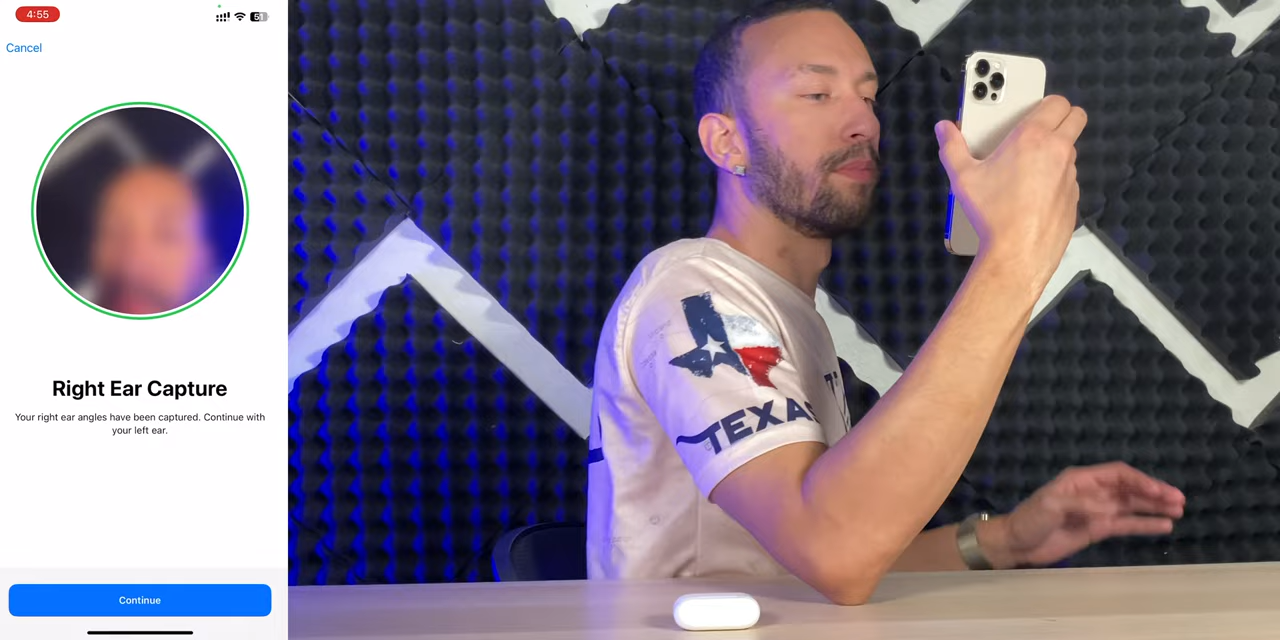 4:55
51
Cancel
Right Ear Capture
Your right ear angles have been captured. Continue with
your left ear.
Continue
TEXAS